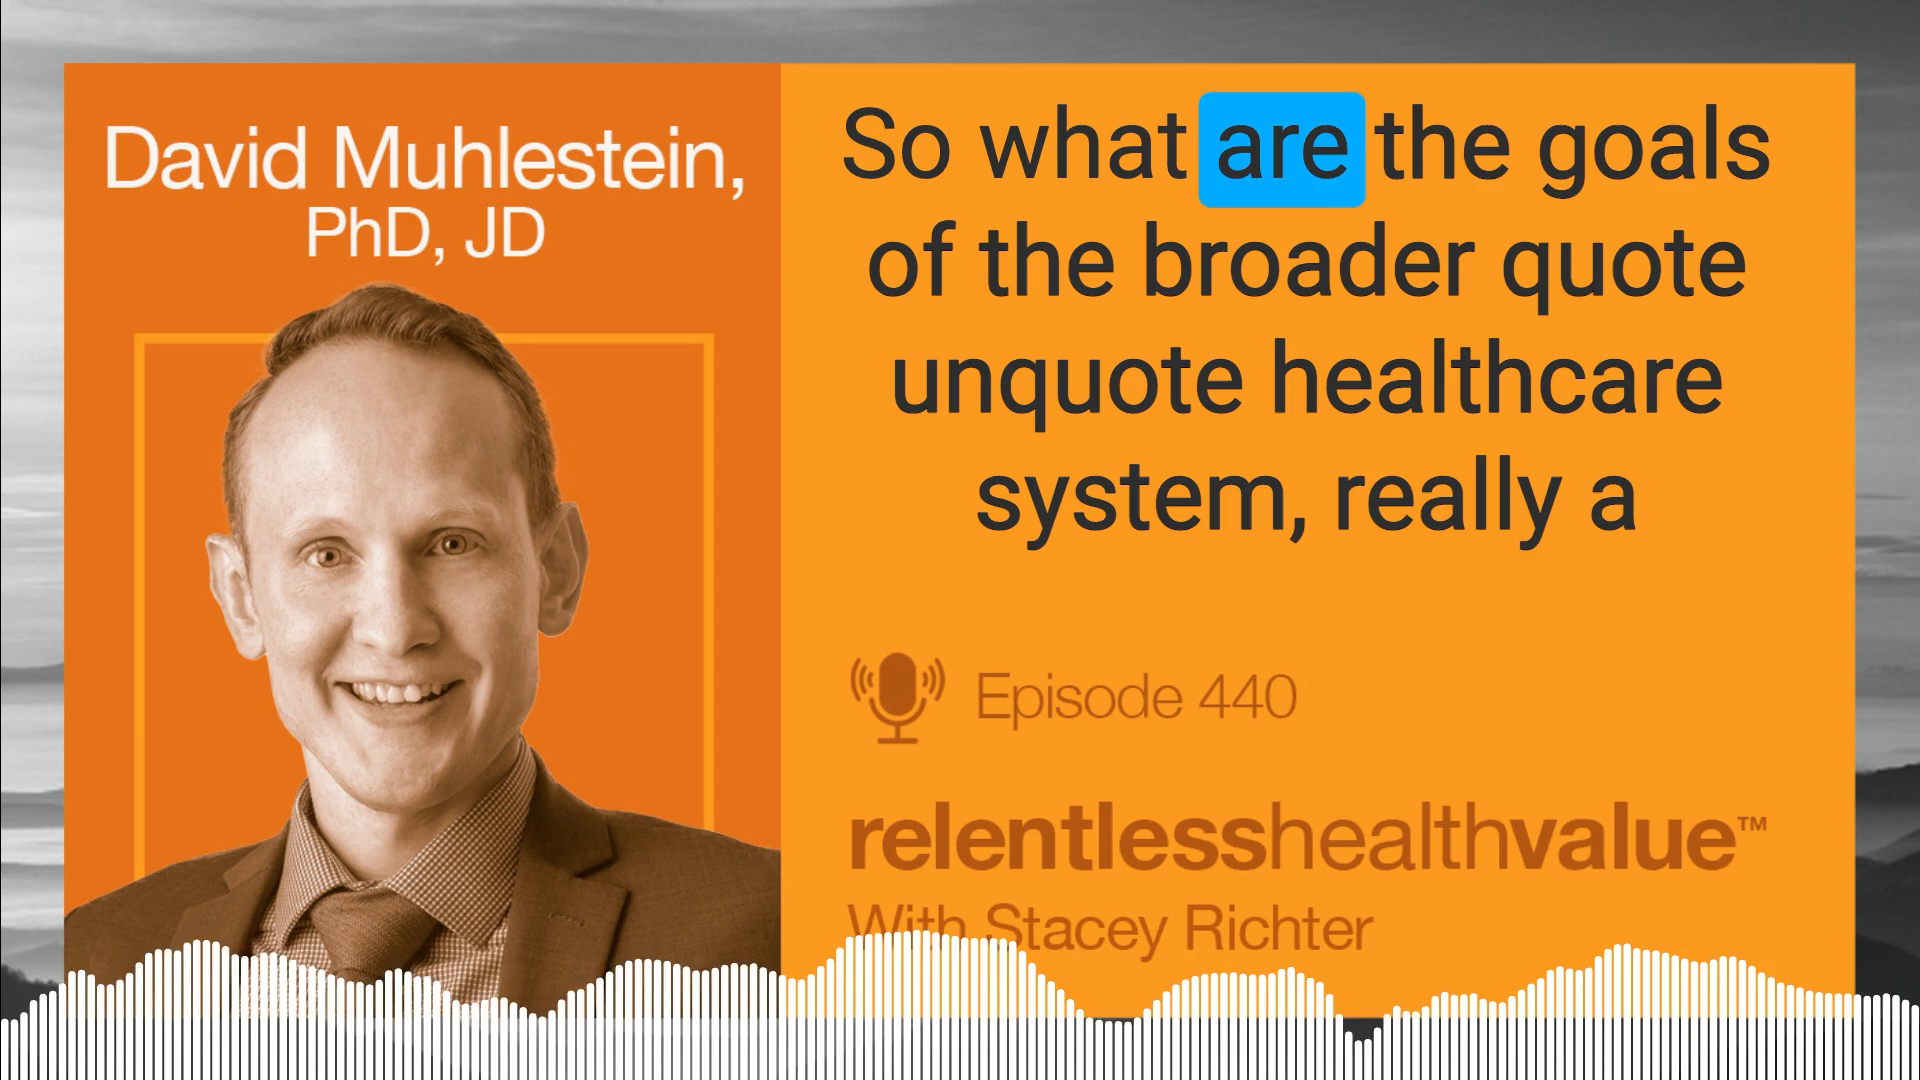 David Muhlestein,
PhD, JD
So what are the goals
of the broader quote
unquote healthcare
system, really a
Episode 440
relentlesshealthvalue™
With Stacey Richter